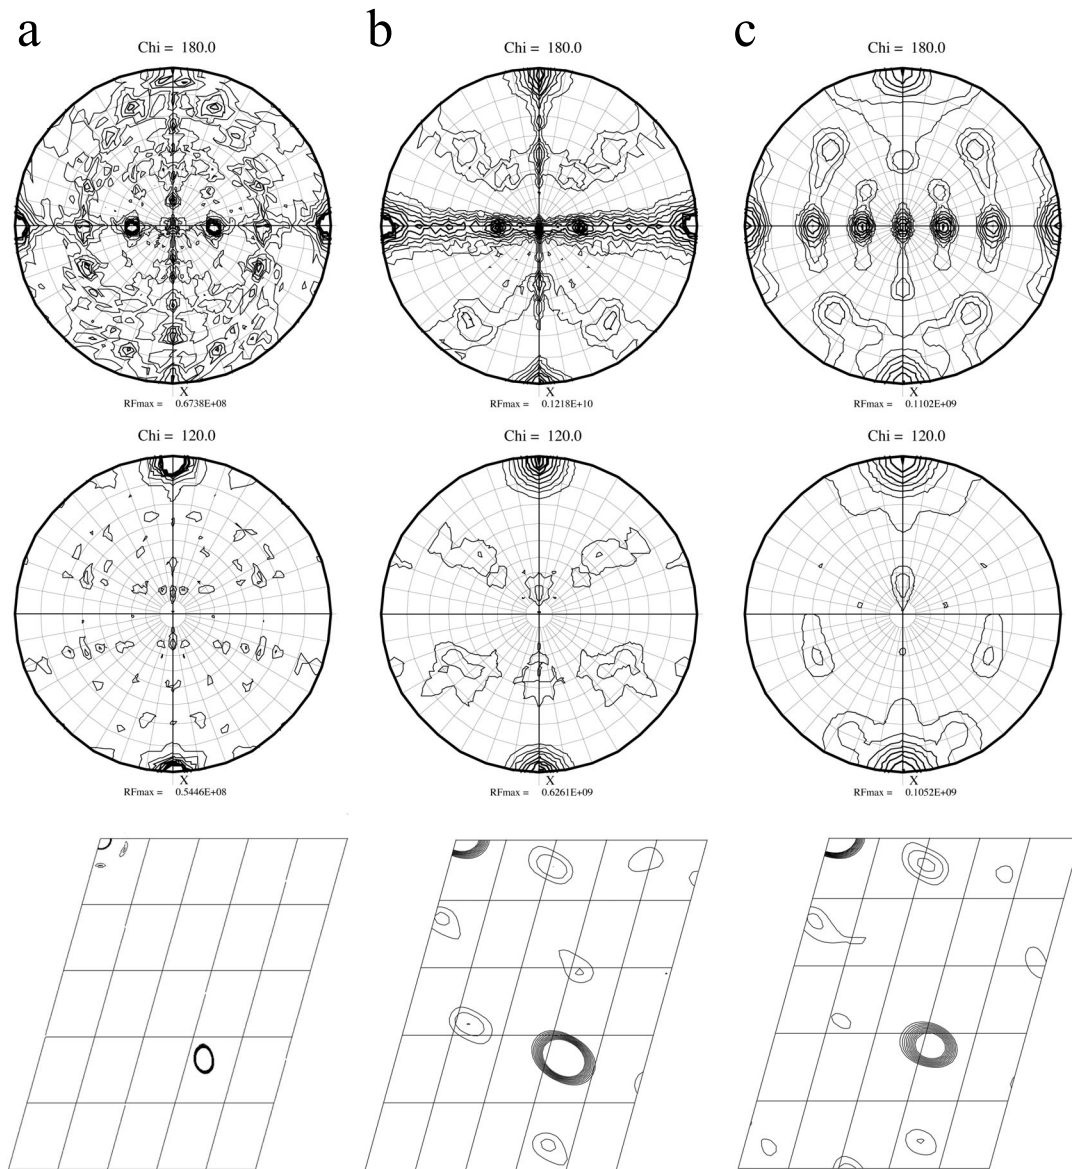 a
b
c
Chi = 180.0
Chi = 180.0
Chi = 180.0
X
X
X
RFmax = 0.6738E+08
RFmax = 0.1218E+10
RFmax = 0.1102E+09
Chi = 120.0
Chi = 120.0
Chi = 120.0
X
X
X
RFmax = 0.5446E+08
RFmax = 0.6261E+09
RFmax = 0.1052E+09